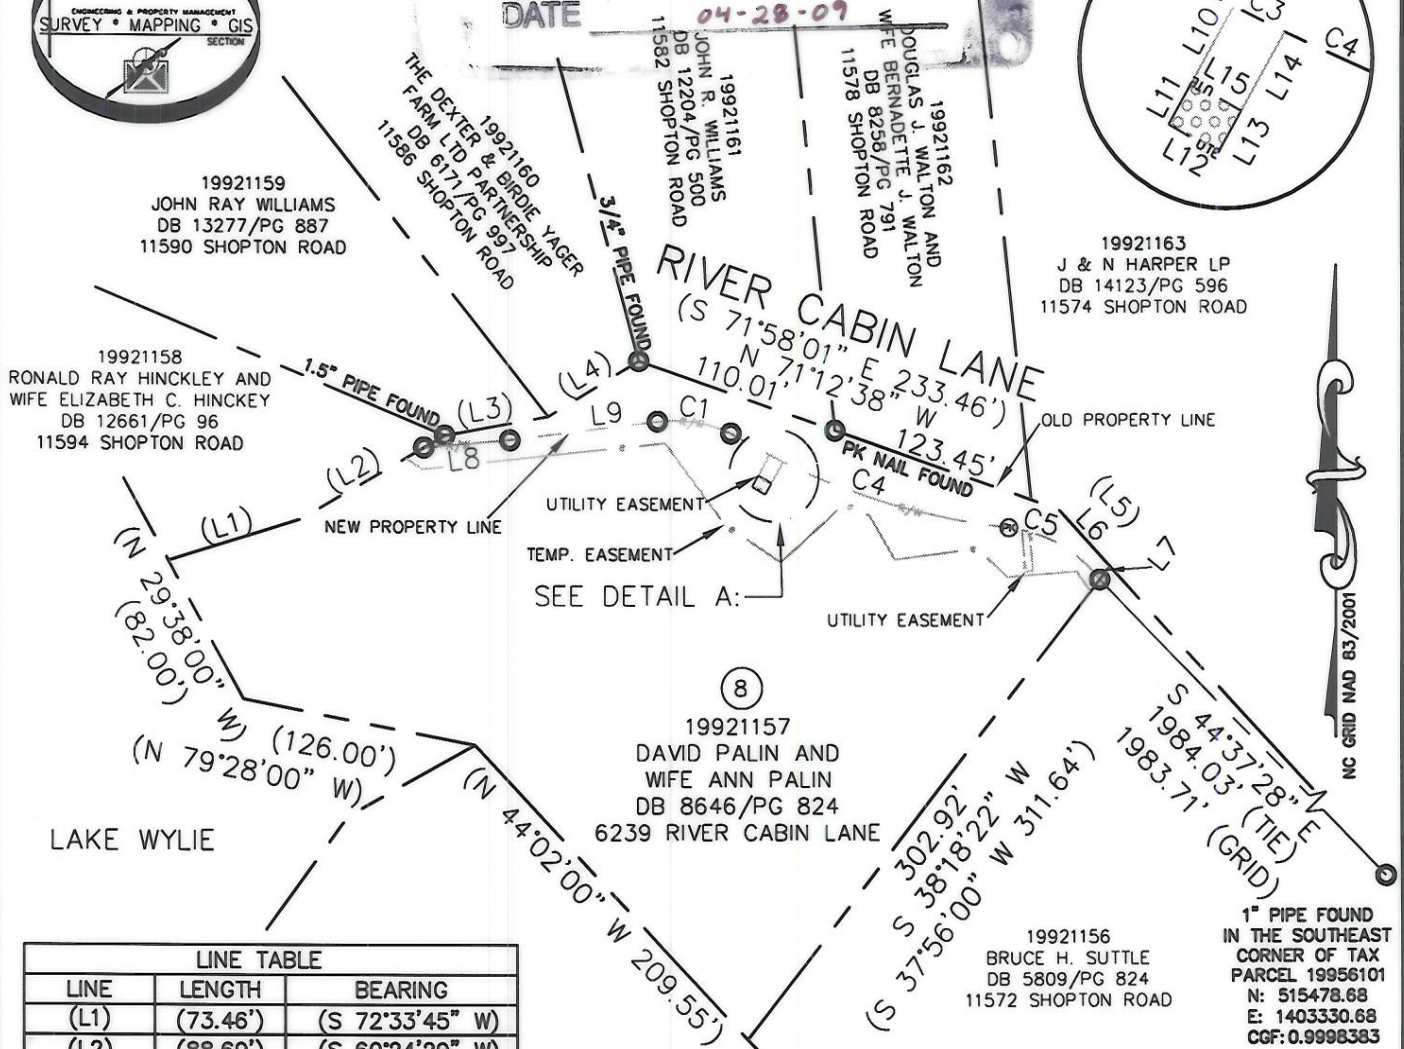 ENGINEERING & PROPERTY MANAGEMENT
SURVEY * MAPPING * GIS
SECTION
DATE
04-28-09
19921159
JOHN RAY WILLIAMS
DB 13277/PG 887
11590 SHOPTON ROAD
19921160
THE DEXTER & BIRDIE YAGER
FARM LTD PARTNERSHIP
DB 6171/PG 997
11586 SHOPTON ROAD
19921161
JOHN R. WILLIAMS
DB 12204/PG 500
11582 SHOPTON ROAD
19921162
DOUGLAS J. WALTON AND
WIFE BERNADETTE J. WALTON
DB 8258/PG 791
11578 SHOPTON ROAD
L10
C3
C4
L11
L15
L14
L12
L13
19921163
J & N HARPER LP
DB 14123/PG 596
11574 SHOPTON ROAD
19921158
RONALD RAY HINCKLEY AND
WIFE ELIZABETH C. HINCKEY
DB 12661/PG 96
11594 SHOPTON ROAD
3/4" PIPE FOUND
1.5" PIPE FOUND
RIVER CABIN LANE
(S 71°58'01" E 233.46')
N 71°12'38" W
110.01'
123.45'
PK NAIL FOUND
OLD PROPERTY LINE
(L4)
(L3)
L9
C1
R/W
(L2)
R/W
L8
(L1)
NEW PROPERTY LINE
UTILITY EASEMENT
TEMP. EASEMENT
SEE DETAIL A:
C4
R/W
PK
C5
(L5)
L6
L7
UTILITY EASEMENT
(N 29°38'00" W)
(82.00')
(126.00')
(N 79°28'00" W)
LAKE WYLIE
(N 44°02'00" W 209.55')
8
19921157
DAVID PALIN AND
WIFE ANN PALIN
DB 8646/PG 824
6239 RIVER CABIN LANE
302.92'
S 38°18'22" W
(S 37°56'00" W 311.64')
S 44°37'28" E
1984.03' (TIE)
1983.71' (GRID)
NC GRID NAD 83/2001
19921156
BRUCE H. SUTTLE
DB 5809/PG 824
11572 SHOPTON ROAD
1" PIPE FOUND
IN THE SOUTHEAST
CORNER OF TAX
PARCEL 19956101
N: 515478.68
E: 1403330.68
CGF: 0.9998383
LINE TABLE
LINE LENGTH BEARING
(L1) (73.46') (S 72°33'45" W)